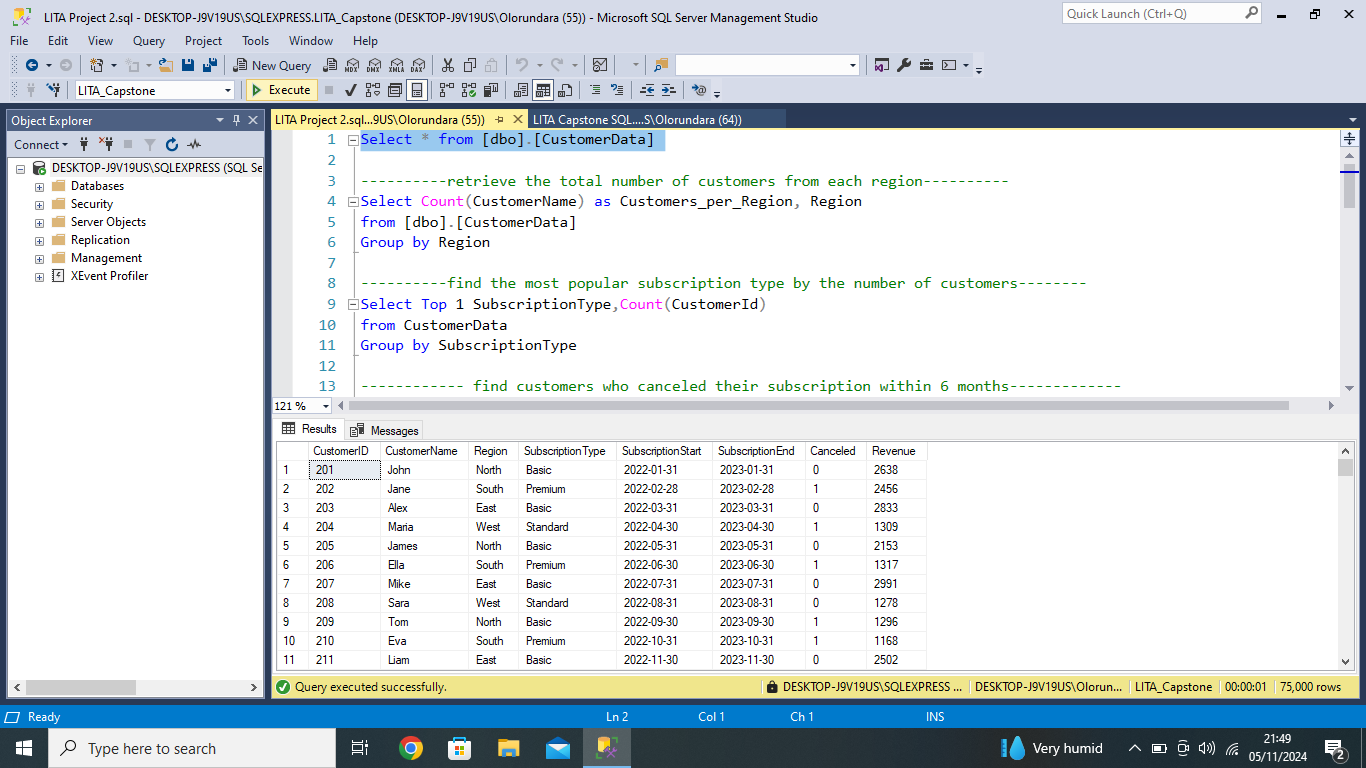 LITA Project 2.sql - DESKTOP-J9V19US\SQLEXPRESS.LITA_Capstone (DESKTOP-J9V19US\Olorundara (55)) - Microsoft SQL Server Management Studio
Quick Launch (Ctrl+Q)
File Edit View Query Project Tools Window Help
New Query MDX DMX XMLA DAX
LITA_Capstone Execute
Object Explorer
LITA Project 2.sql...9US\Olorundara (55)) LITA Capstone SQL....S\Olorundara (64))
Connect
DESKTOP-J9V19US\SQLEXPRESS (SQL Se
Databases
Security
Server Objects
Replication
Management
XEvent Profiler
1 Select * from [dbo].[CustomerData]
2
3 ----------retrieve the total number of customers from each region----------
4 Select Count(CustomerName) as Customers_per_Region, Region
5 from [dbo].[CustomerData]
6 Group by Region
7
8 ----------find the most popular subscription type by the number of customers--------
9 Select Top 1 SubscriptionType,Count(CustomerId)
10 from CustomerData
11 Group by SubscriptionType
12
13 ------------ find customers who canceled their subscription within 6 months-------------
121 %
Results Messages
CustomerID CustomerName Region SubscriptionType SubscriptionStart SubscriptionEnd Canceled Revenue
1 201 John North Basic 2022-01-31 2023-01-31 0 2638
2 202 Jane South Premium 2022-02-28 2023-02-28 1 2456
3 203 Alex East Basic 2022-03-31 2023-03-31 0 2833
4 204 Maria West Standard 2022-04-30 2023-04-30 1 1309
5 205 James North Basic 2022-05-31 2023-05-31 0 2153
6 206 Ella South Premium 2022-06-30 2023-06-30 1 1317
7 207 Mike East Basic 2022-07-31 2023-07-31 0 2991
8 208 Sara West Standard 2022-08-31 2023-08-31 0 1278
9 209 Tom North Basic 2022-09-30 2023-09-30 1 1296
10 210 Eva South Premium 2022-10-31 2023-10-31 1 1168
11 211 Liam East Basic 2022-11-30 2023-11-30 0 2502
Query executed successfully. DESKTOP-J9V19US\SQLEXPRESS ... DESKTOP-J9V19US\Olorun... LITA_Capstone 00:00:01 75,000 rows
Ready Ln 2 Col 1 Ch 1 INS
Type here to search Very humid 21:49
05/11/2024 2